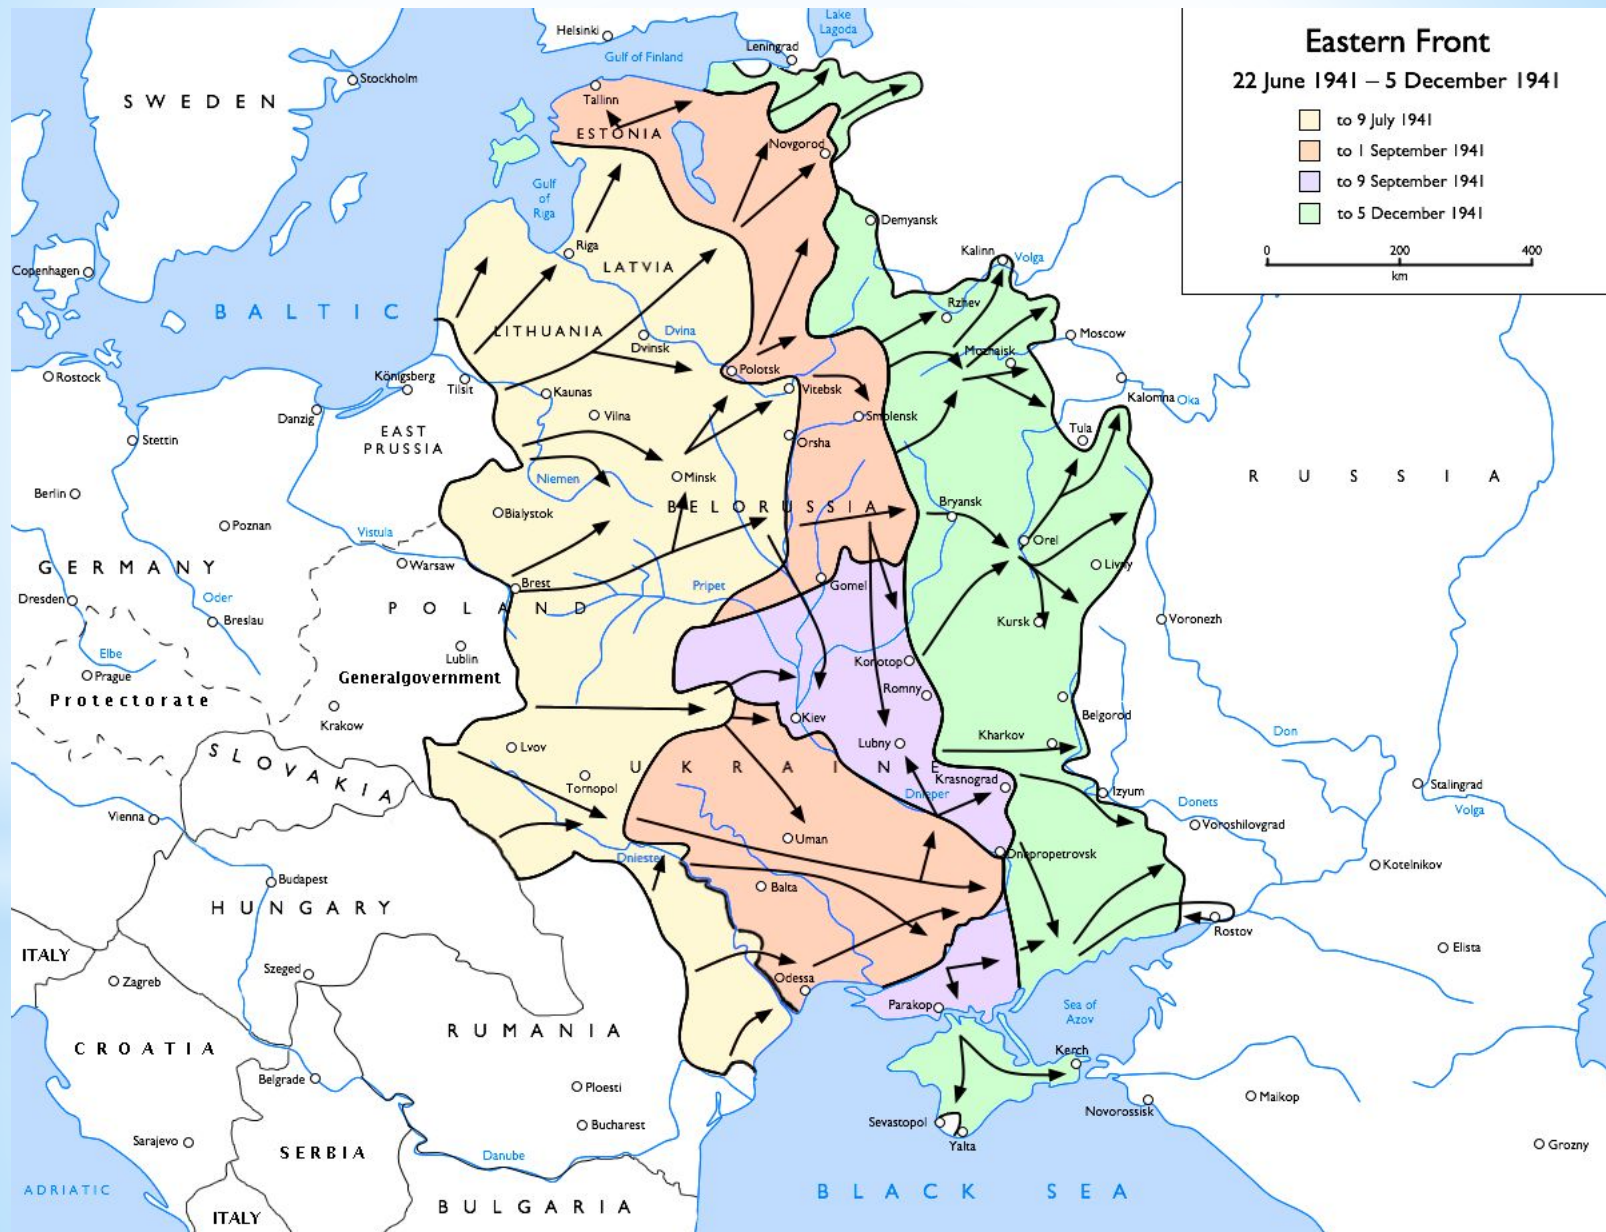 Eastern Front
22 June 1941 – 5 December 1941
to 9 July 1941
to 1 September 1941
to 9 September 1941
to 5 December 1941
0 200 400
km
Lake
Lagoda
Helsinki
Leningrad
Gulf of Finland
Stockholm
SWEDEN
Tallinn
ESTONIA
Novgorod
Gulf
of
Riga
Demyansk
Riga
Kalinn
Volga
LATVIA
Copenhagen
BALTIC
Rzhev
LITHUANIA
Dvina
Dvinsk
Moscow
Mozhaisk
Rostock
Königsberg
Tilsit
Polotsk
Kaunas
Vitebsk
Kalomna
Oka
Danzig
Vilna
Smolensk
EAST
PRUSSIA
Tula
Stettin
Orsha
Niemen
Minsk
RUSSIA
Berlin
Bialystok
BELORUSSIA
Bryansk
Poznan
Vistula
Orel
GERMANY
Warsaw
Livny
Brest
Pripet
Gomel
Dresden
Oder
POLAND
Breslau
Kursk
Voronezh
Elbe
Lublin
Konotop
Prague
Generalgovernment
Romny
Protectorate
Krakow
Kiev
Belgorod
Don
Lvov
Lubny
Kharkov
SLOVAKIA
UKRAINE
Tornopol
Krasnograd
Stalingrad
Dnieper
Izyum
Donets
Volga
Vienna
Voroshilovgrad
Uman
Dniester
Dnepropetrovsk
Kotelnikov
Budapest
Balta
HUNGARY
Rostov
ITALY
Elista
Szeged
Zagreb
Odessa
Parakop
Sea of
Azov
RUMANIA
CROATIA
Kerch
Belgrade
Ploesti
Maikop
Novorossisk
Sevastopol
Bucharest
Sarajevo
Yalta
Grozny
SERBIA
Danube
ADRIATIC
BLACK SEA
ITALY
BULGARIA